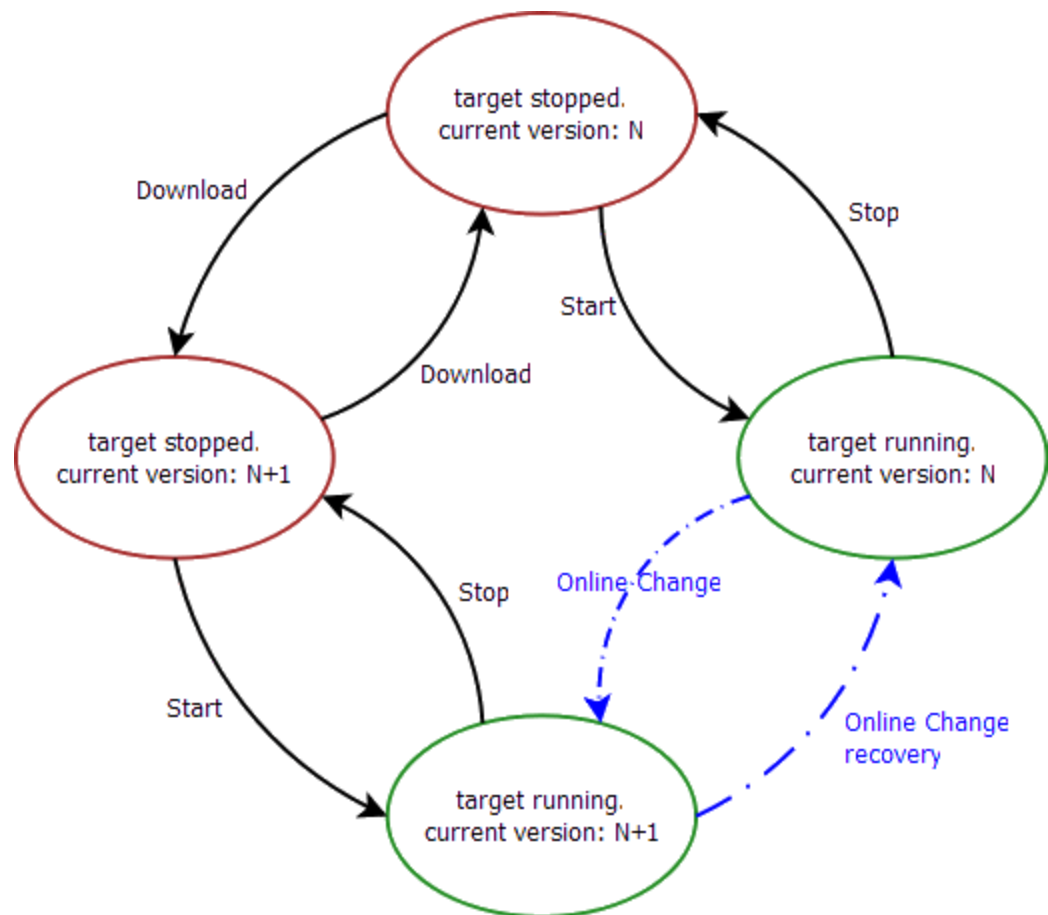 target stopped.
current version: N
Download
Stop
Start
Download
target stopped.
current version: N+1
target running.
current version: N
Online Change
Stop
Start
Online Change
recovery
target running.
current version: N+1